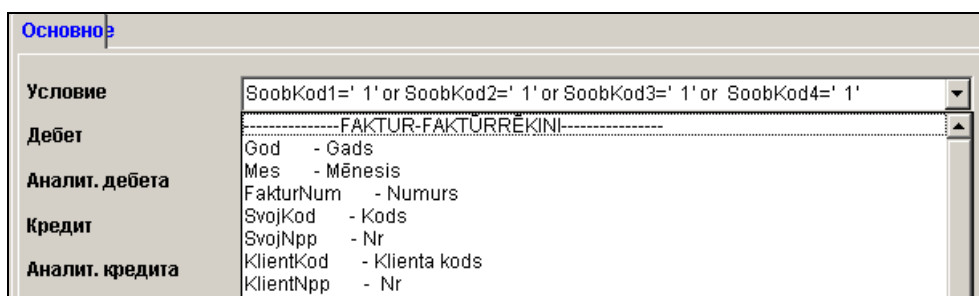 Основное
Условие SoobKod1=' 1' or SoobKod2=' 1' or SoobKod3=' 1' or SoobKod4=' 1'
---------------FAKTUR-FAKTŪRRĒĶINI----------------
Дебет
God - Gads
Mes - Mēnesis
Аналит. дебета
FakturNum - Numurs
SvojKod - Kods
Кредит
SvojNpp - Nr
KlientKod - Klienta kods
Аналит. кредита
KlientNpp - Nr